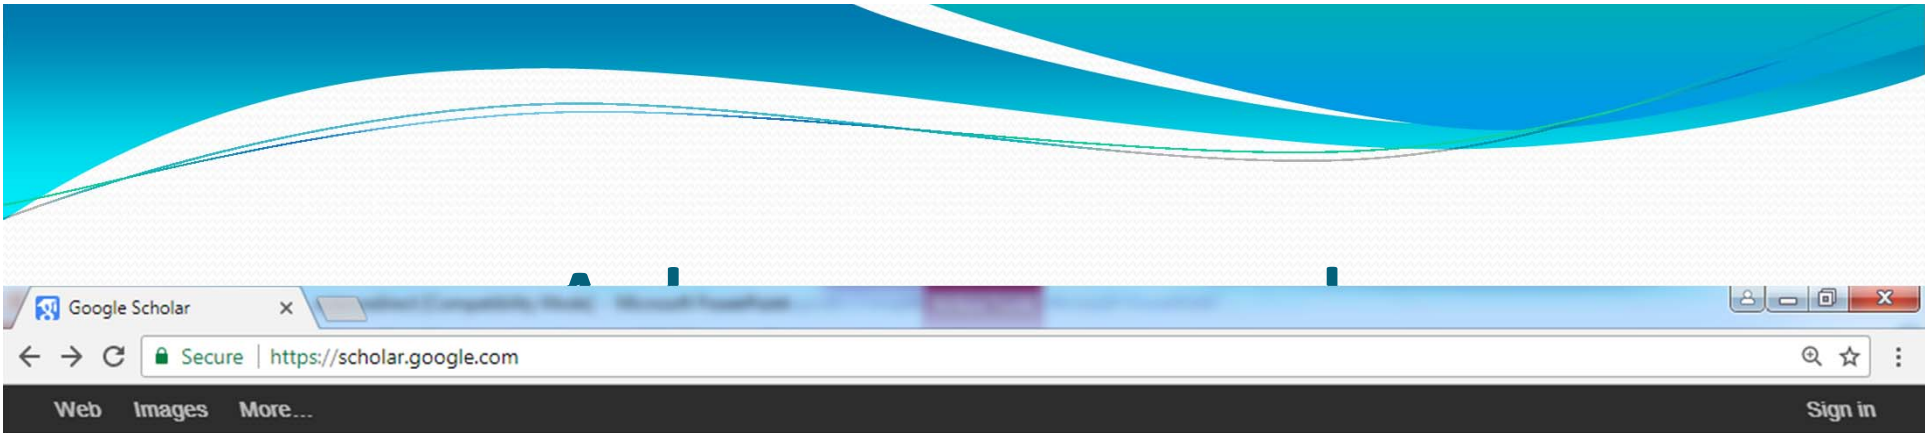 Google Scholar
Secure https://scholar.google.com
Web Images More... Sign in